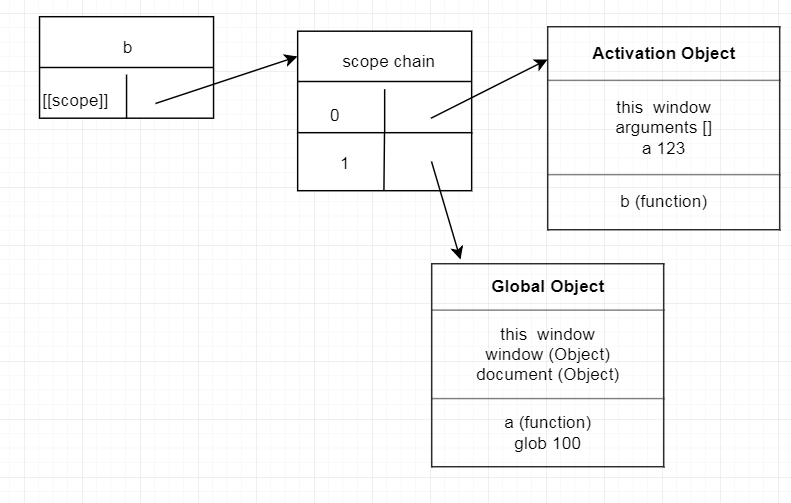 b
[[scope]]
scope chain
0
1
Activation Object
this window
arguments []
a 123
b (function)
Global Object
this window
window (Object)
document (Object)
a (function)
glob 100